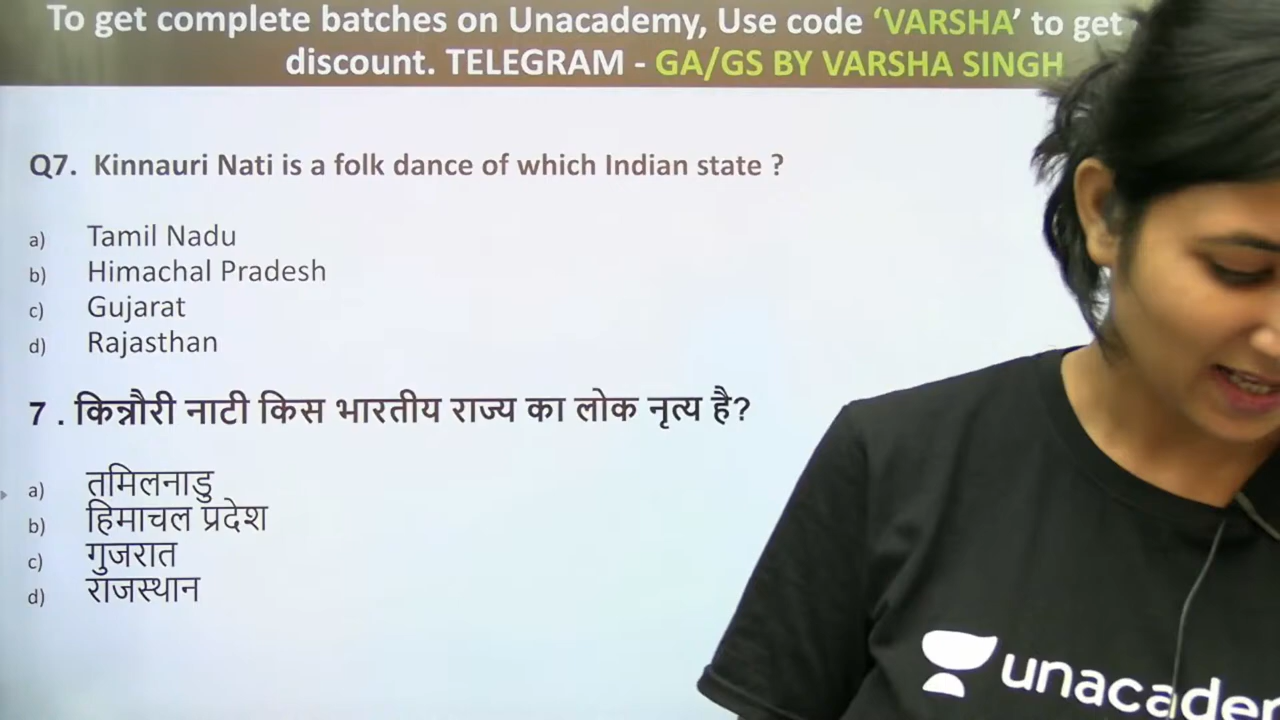 To get complete batches on Unacademy, Use code ‘VARSHA’ to get
discount. TELEGRAM - GA/GS BY VARSHA SINGH
Q7. Kinnauri Nati is a folk dance of which Indian state ?
a) Tamil Nadu
b) Himachal Pradesh
c) Gujarat
d) Rajasthan
7 . किन्नौरी नाटी किस भारतीय राज्य का लोक नृत्य है?
a) तमिलनाडु
b) हिमाचल प्रदेश
c) गुजरात
d) राजस्थान